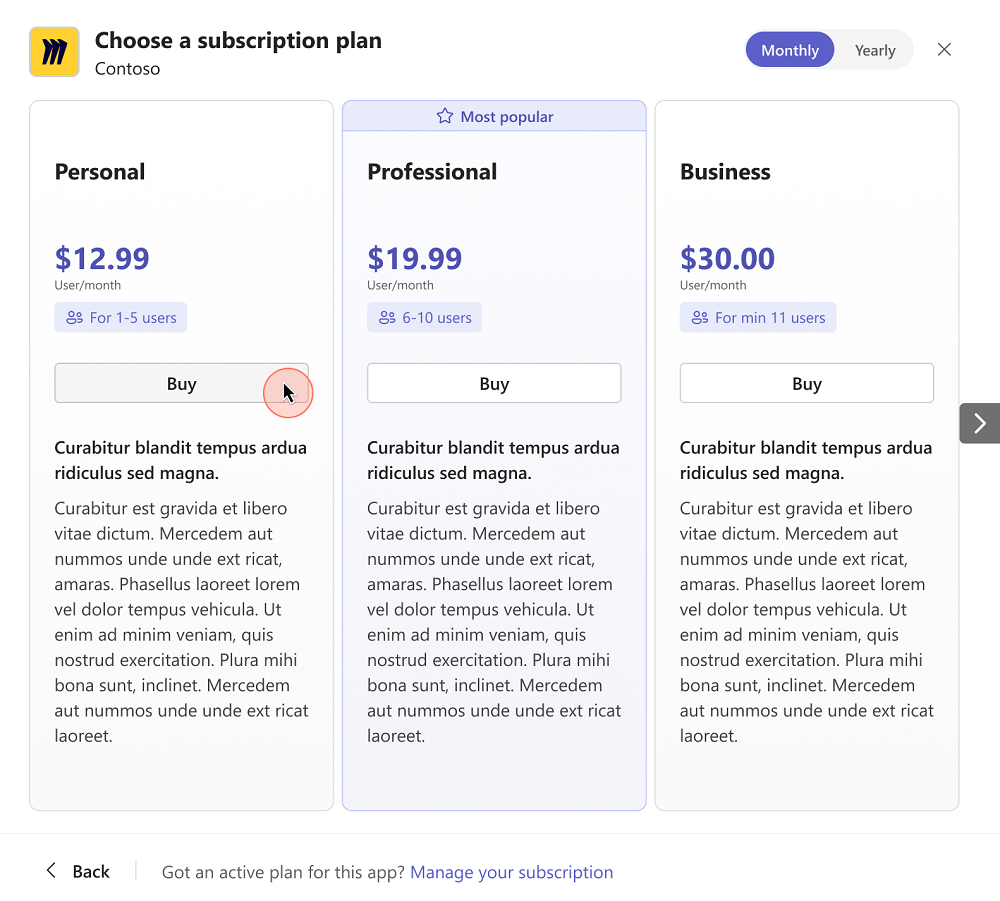 Choose a subscription plan
Contoso
Monthly
Yearly
Personal
$12.99
User/month
For 1-5 users
Buy
Curabitur blandit tempus ardua
ridiculus sed magna.
Curabitur est gravida et libero
vitae dictum. Mercedem aut
nummos unde unde ext ricat,
amaras. Phasellus laoreet lorem
vel dolor tempus vehicula. Ut
enim ad minim veniam, quis
nostrud exercitation. Plura mihi
bona sunt, inclinet. Mercedem
aut nummos unde unde ext ricat
laoreet.
Most popular
Professional
$19.99
User/month
6-10 users
Buy
Curabitur blandit tempus ardua
ridiculus sed magna.
Curabitur est gravida et libero
vitae dictum. Mercedem aut
nummos unde unde ext ricat,
amaras. Phasellus laoreet lorem
vel dolor tempus vehicula. Ut
enim ad minim veniam, quis
nostrud exercitation. Plura mihi
bona sunt, inclinet. Mercedem
aut nummos unde unde ext ricat
laoreet.
Business
$30.00
User/month
For min 11 users
Buy
Curabitur blandit tempus ardua
ridiculus sed magna.
Curabitur est gravida et libero
vitae dictum. Mercedem aut
nummos unde unde ext ricat,
amaras. Phasellus laoreet lorem
vel dolor tempus vehicula. Ut
enim ad minim veniam, quis
nostrud exercitation. Plura mihi
bona sunt, inclinet. Mercedem
aut nummos unde unde ext ricat
laoreet.
Back
Got an active plan for this app? Manage your subscription